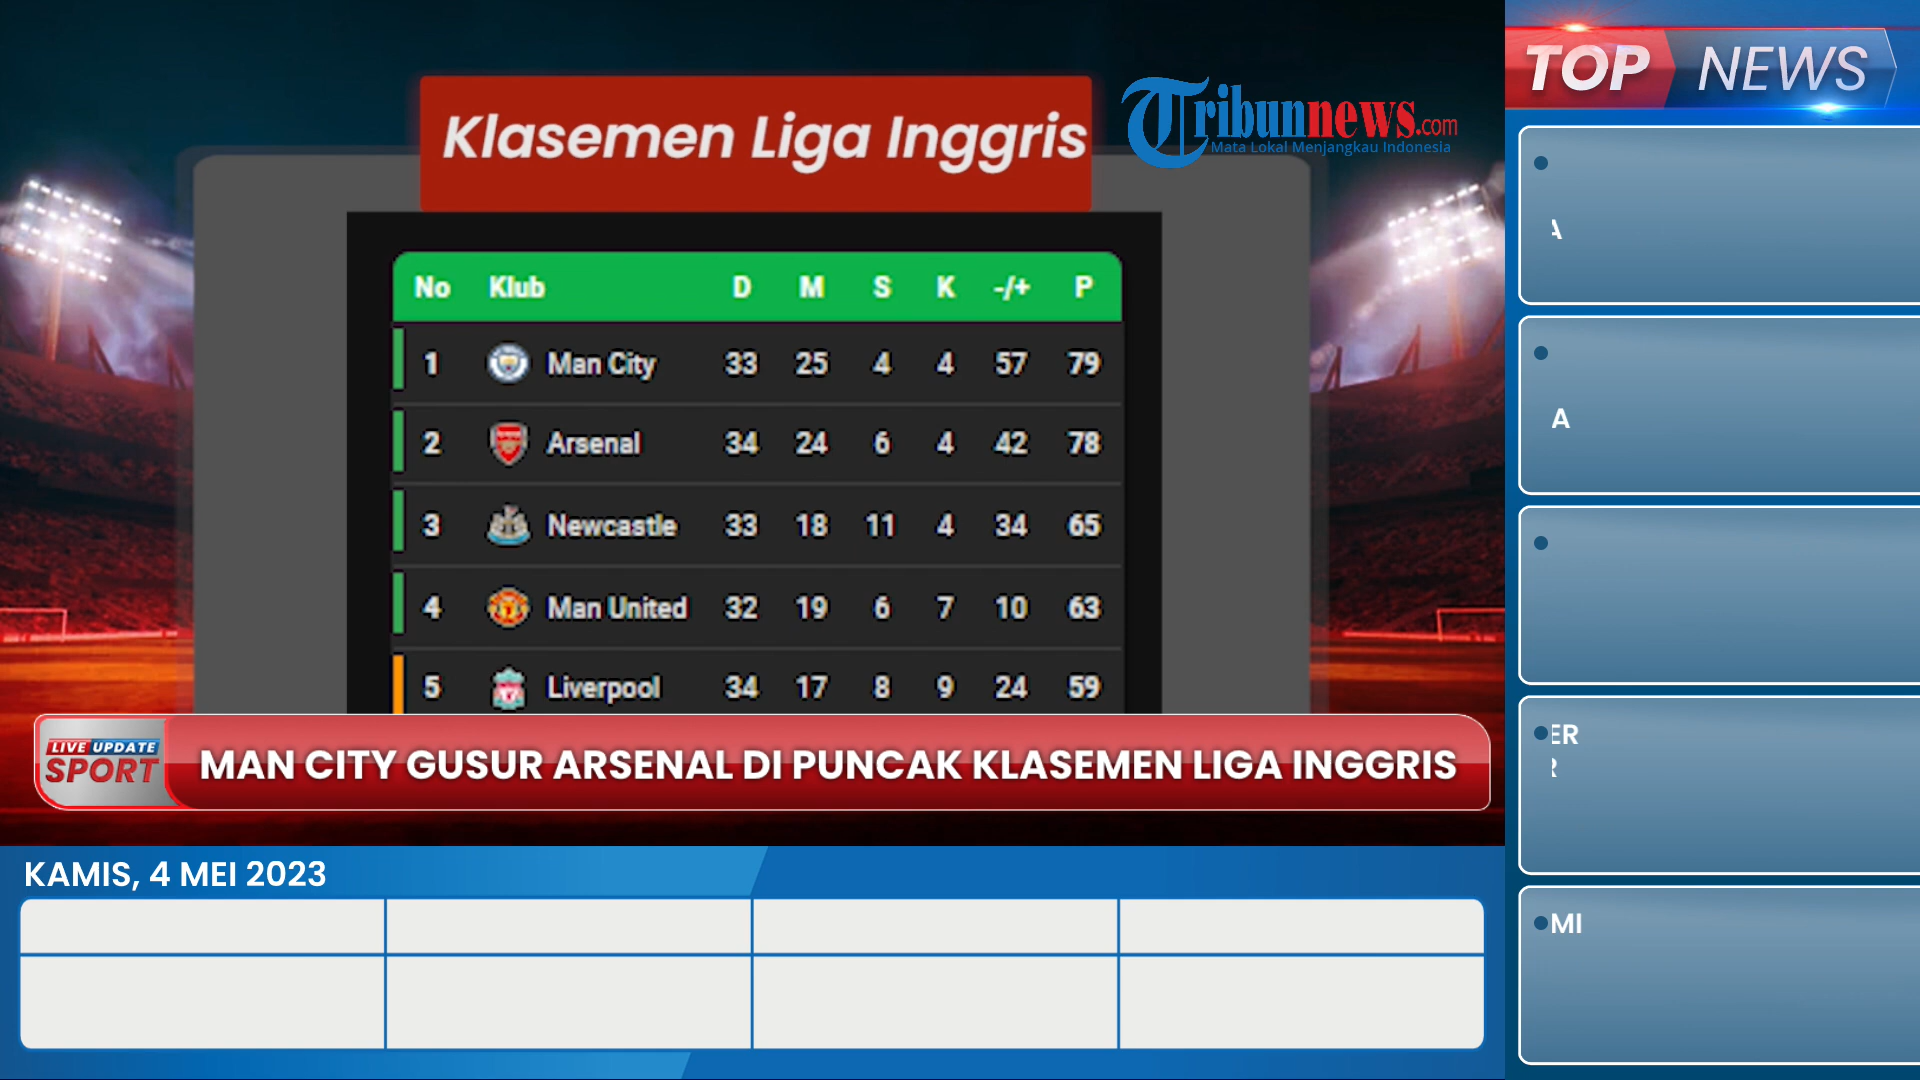 Klasemen Liga Inggris
Tribunnews.com
Mata Lokal Menjangkau Indonesia
TOP NEWS
No Klub D M S K -/+ P
1 Man City 33 25 4 4 57 79
2 Arsenal 34 24 6 4 42 78
3 Newcastle 33 18 11 4 34 65
4 Man United 32 19 6 7 10 63
5 Liverpool 34 17 8 9 24 59
LIVE UPDATE
SPORT
MAN CITY GUSUR ARSENAL DI PUNCAK KLASEMEN LIGA INGGRIS
KAMIS, 4 MEI 2023
A
A
ER
R
MI